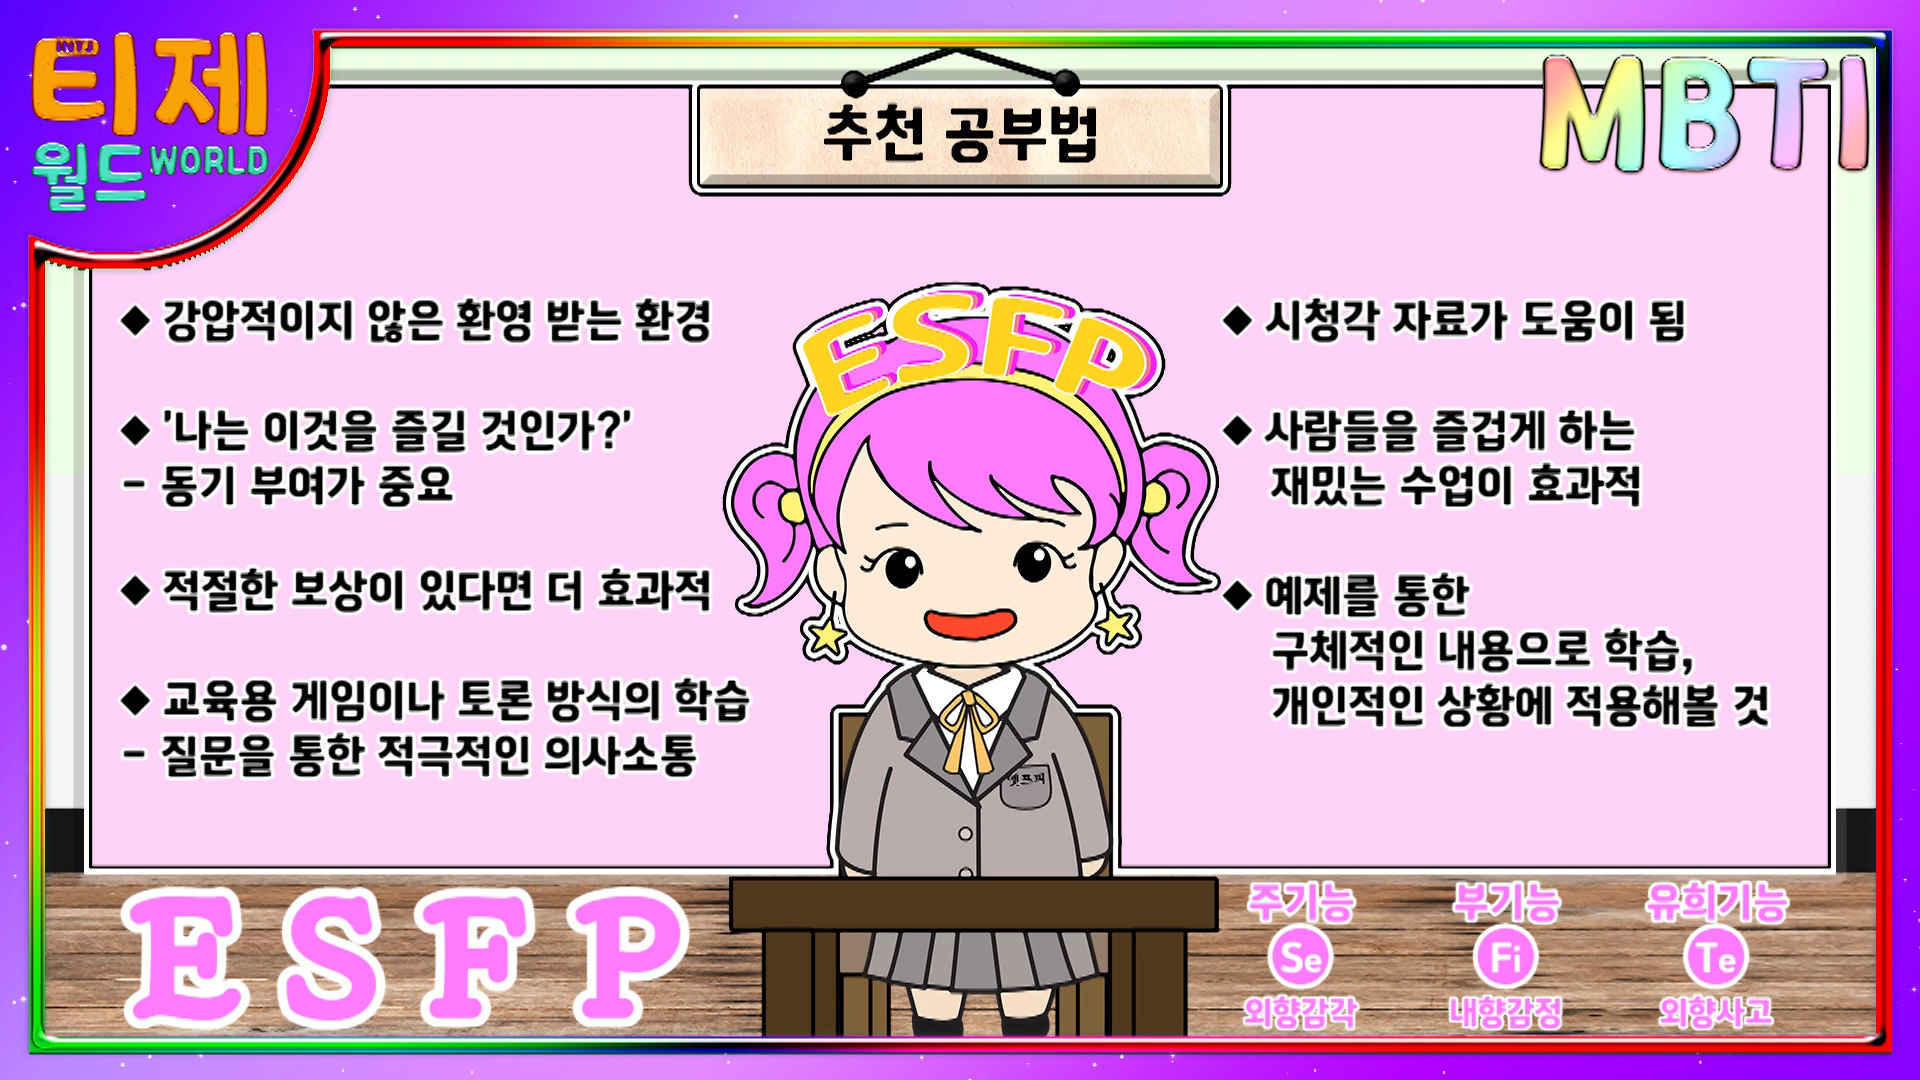 INTJ
티제
월드 WORLD
추천 공부법
MBTI
◆ 강압적이지 않은 환영 받는 환경
◆ '나는 이것을 즐길 것인가?'
- 동기 부여가 중요
◆ 적절한 보상이 있다면 더 효과적
◆ 교육용 게임이나 토론 방식의 학습
- 질문을 통한 적극적인 의사소통
ESFP
◆ 시청각 자료가 도움이 됨
◆ 사람들을 즐겁게 하는
재밌는 수업이 효과적
◆ 예제를 통한
구체적인 내용으로 학습,
개인적인 상황에 적용해볼 것
엣프피
ESFP
주기능 부기능 유희기능
Se Fi Te
외향감각 내향감정 외향사고